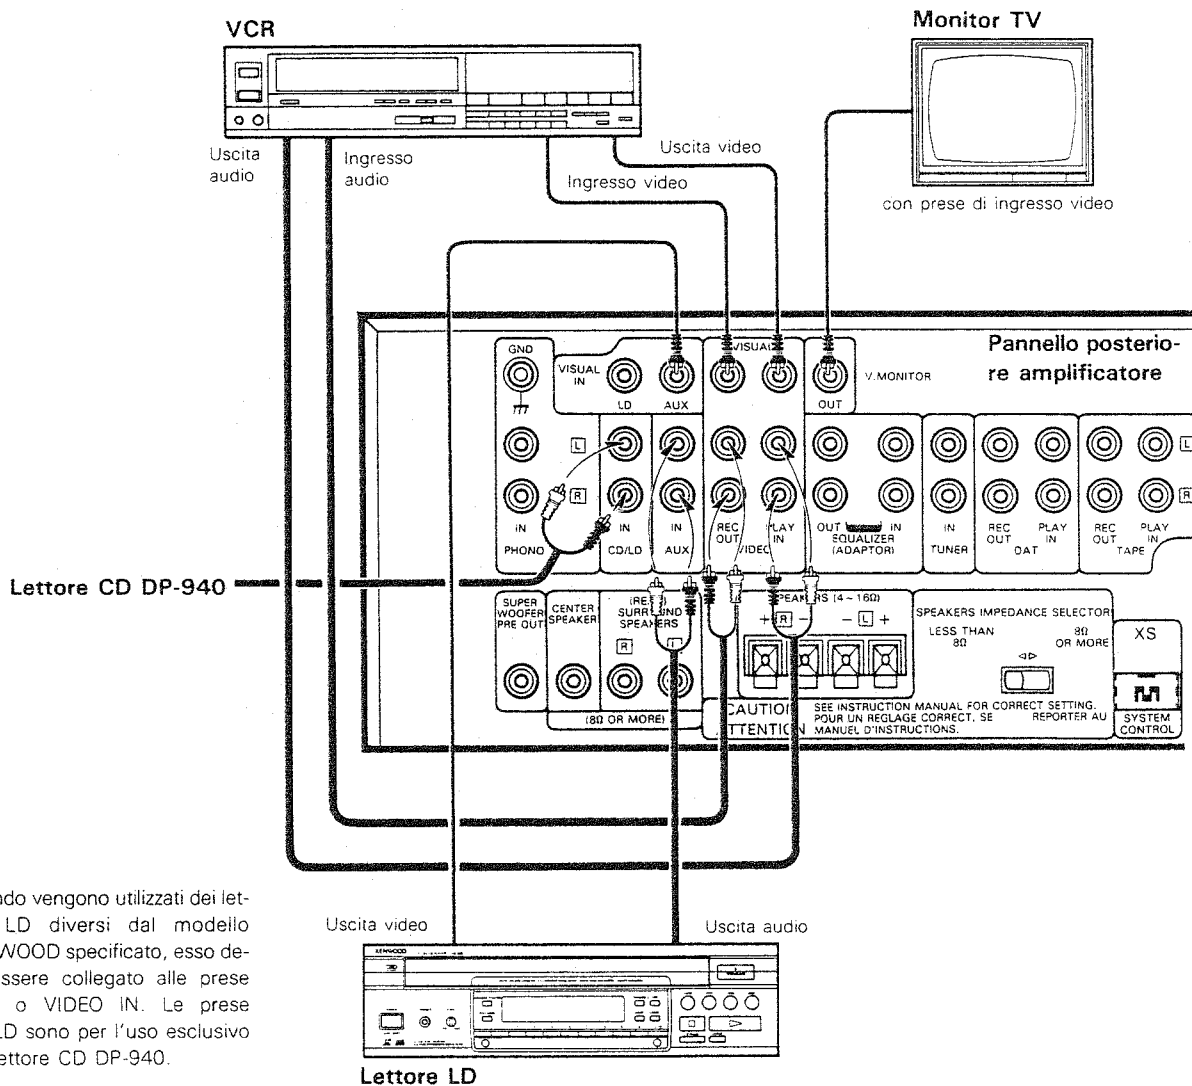 VCR
Monitor TV
Uscita
audio
Ingresso
audio
Uscita video
Ingresso video
con prese di ingresso video
Pannello posterio-
re amplificatore
GND
VISUAL
IN
LD
AUX
VISUAL
OUT
V.MONITOR
L
R
L
R
IN
PHONO
IN
CD/LD
IN
AUX
REC
OUT
PLAY
IN
VIDEO
OUT
IN
EQUALIZER
(ADAPTOR)
IN
TUNER
REC
OUT
PLAY
IN
DAT
REC
OUT
PLAY
IN
TAPE
Lettore CD DP-940
SUPER
WOOFER
PRE OUT
CENTER
SPEAKER
SURROUND
SPEAKERS
R
L
(8Ω OR MORE)
SPEAKERS (4~16Ω)
+ R − − L +
SPEAKERS IMPEDANCE SELECTOR
LESS THAN
8Ω
8Ω
OR MORE
XS
SYSTEM
CONTROL
CAUTION
ATTENTION
SEE INSTRUCTION MANUAL FOR CORRECT SETTING.
POUR UN REGLAGE CORRECT, SE REPORTER AU
MANUEL D'INSTRUCTIONS.
ndo vengono utilizzati dei let-
LD diversi dal modello
WOOD specificato, esso de-
ssere collegato alle prese
o VIDEO IN. Le prese
LD sono per l'uso esclusivo
ettore CD DP-940.
Uscita video
Uscita audio
KENWOOD
Lettore LD